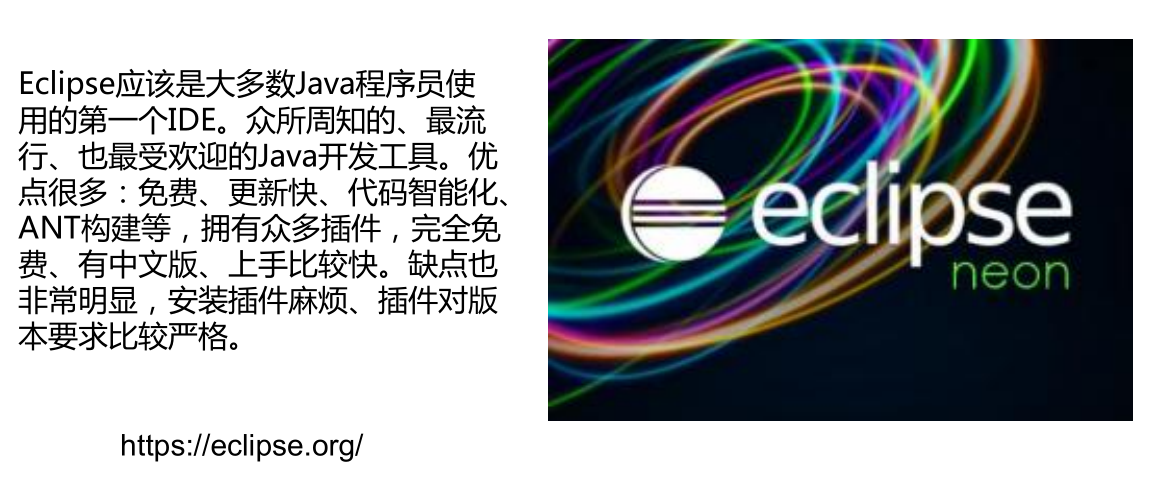 Eclipse应该是大多数Java程序员使
用的第一个IDE。众所周知的、最流
行、也最受欢迎的Java开发工具。优
点很多：免费、更新快、代码智能化、
ANT构建等，拥有众多插件，完全免
费、有中文版、上手比较快。缺点也
非常明显，安装插件麻烦、插件对版
本要求比较严格。
https://eclipse.org/
eclipse
neon